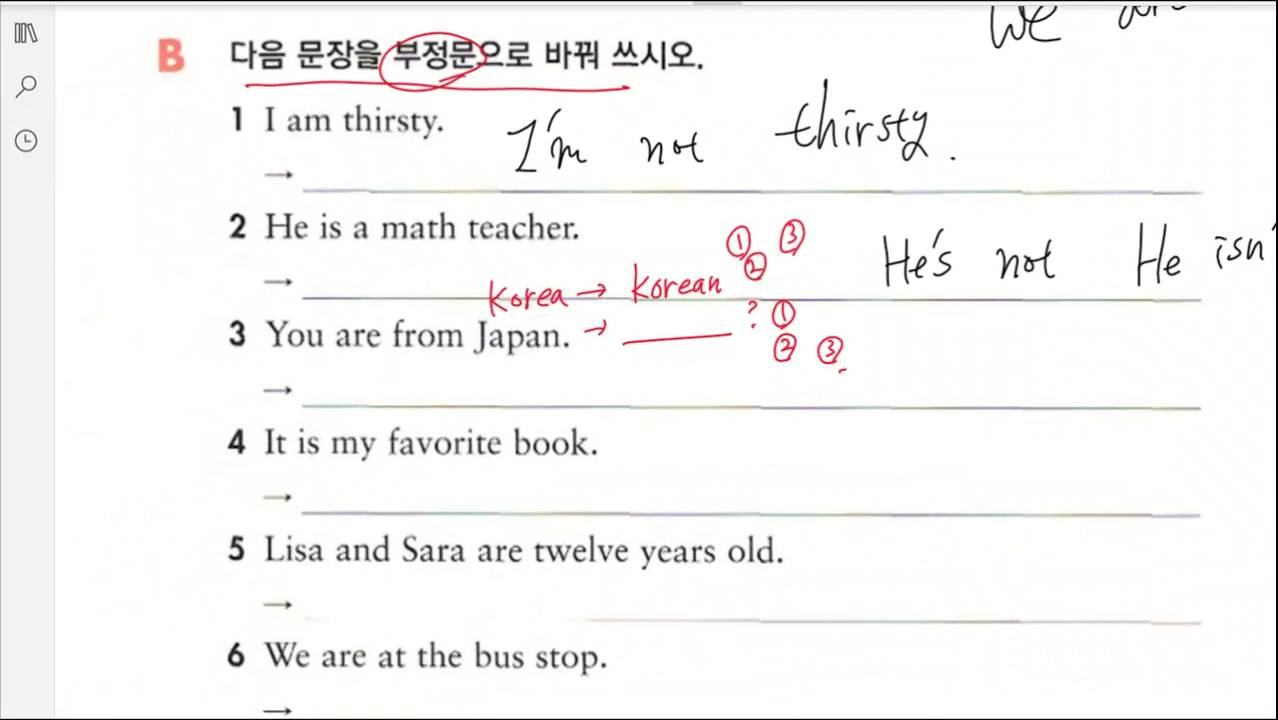 We are
B 다음 문장을 부정문으로 바꿔 쓰시오.
1 I am thirsty.
→ I'm not thirsty.
2 He is a math teacher. ① ③
→ Korea → Korean ② He's not He isn'
3 You are from Japan. → ? ① ② ③
→
4 It is my favorite book.
→
5 Lisa and Sara are twelve years old.
→
6 We are at the bus stop.
→